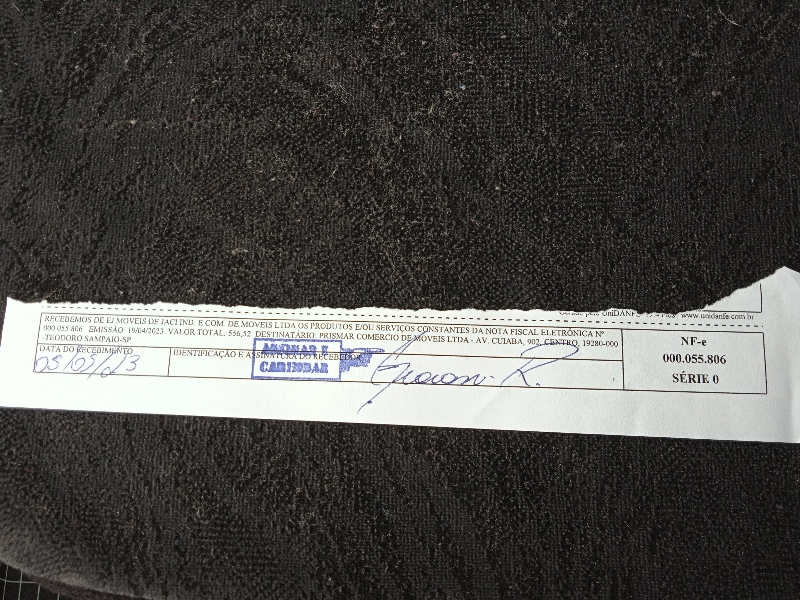 www.unidanfe.com.br
RECEBEMOS DE EJ MOVEIS DE JACI IND. E COM. DE MOVEIS LTDA OS PRODUTOS E/OU SERVIÇOS CONSTANTES DA NOTA FISCAL ELETRÔNICA Nº
000.055.806 EMISSÃO: 19/04/2023 VALOR TOTAL: 556,52 DESTINATÁRIO: PRISMAR COMERCIO DE MOVEIS LTDA - AV. CUIABA, 902, CENTRO, 19280-000
-TEODORO SAMPAIO-SP
DATA DO RECEBIMENTO
05/05/23
IDENTIFICAÇÃO E ASSINATURA DO RECEBEDOR
CARIMBAR
NF-e
000.055.806
SÉRIE 0